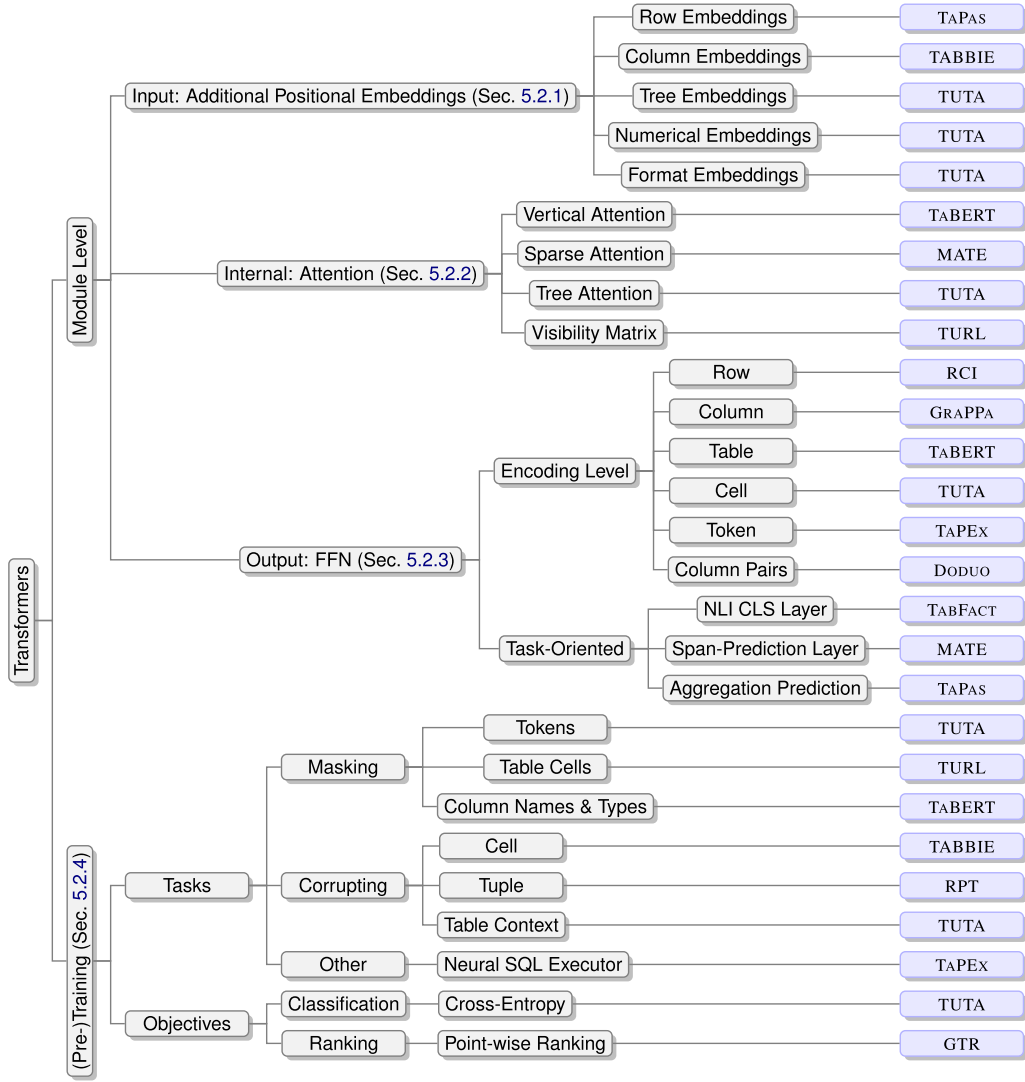 Transformers
Module Level
Input: Additional Positional Embeddings (Sec. 5.2.1)
Row Embeddings
TAPAS
Column Embeddings
TABBIE
Tree Embeddings
TUTA
Numerical Embeddings
TUTA
Format Embeddings
TUTA
Internal: Attention (Sec. 5.2.2)
Vertical Attention
TABERT
Sparse Attention
MATE
Tree Attention
TUTA
Visibility Matrix
TURL
Output: FFN (Sec. 5.2.3)
Encoding Level
Row
RCI
Column
GRAPPA
Table
TABERT
Cell
TUTA
Token
TAPEX
Column Pairs
DODUO
Task-Oriented
NLI CLS Layer
TABFACT
Span-Prediction Layer
MATE
Aggregation Prediction
TAPAS
(Pre-)Training (Sec. 5.2.4)
Tasks
Masking
Tokens
TUTA
Table Cells
TURL
Column Names & Types
TABERT
Corrupting
Cell
TABBIE
Tuple
RPT
Table Context
TUTA
Other
Neural SQL Executor
TAPEX
Objectives
Classification
Cross-Entropy
TUTA
Ranking
Point-wise Ranking
GTR